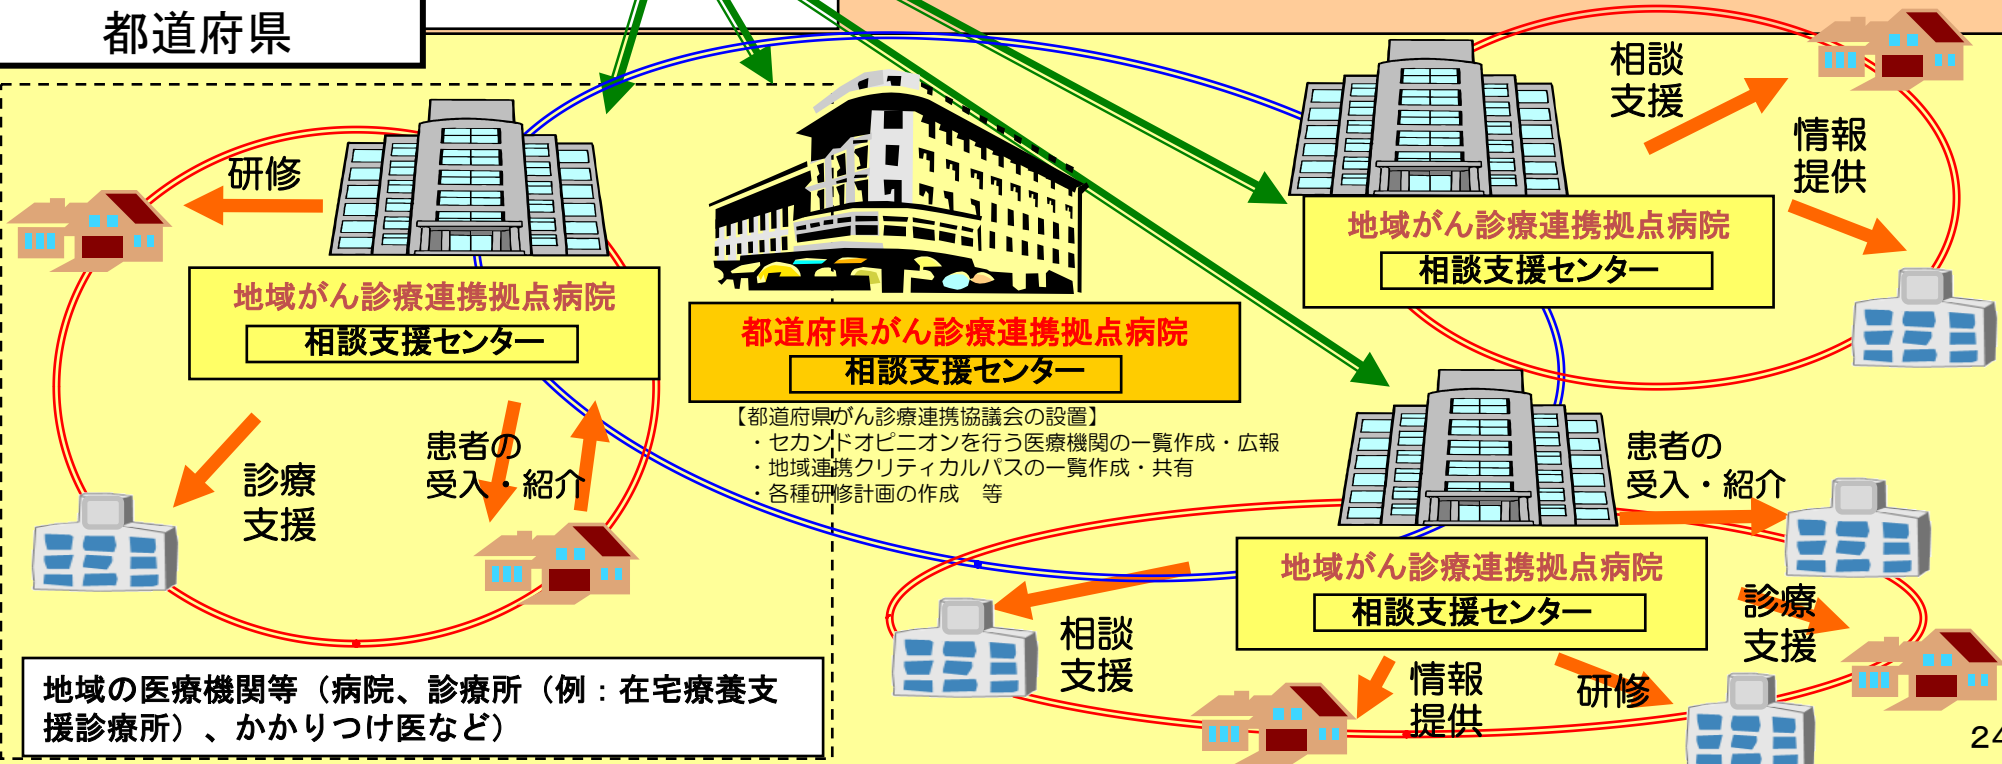 都道府県
相談
支援
情報
提供
研修
地域がん診療連携拠点病院
相談支援センター
地域がん診療連携拠点病院
相談支援センター
都道府県がん診療連携拠点病院
相談支援センター
【都道府県がん診療連携協議会の設置】
・セカンドオピニオンを行う医療機関の一覧作成・広報
・地域連携クリティカルパスの一覧作成・共有
・各種研修計画の作成　等
患者の
受入・紹介
診療
支援
患者の
受入・紹介
地域がん診療連携拠点病院
相談支援センター
診療
支援
相談
支援
情報
提供
研修
地域の医療機関等（病院、診療所（例：在宅療養支
援診療所）、かかりつけ医など）
24